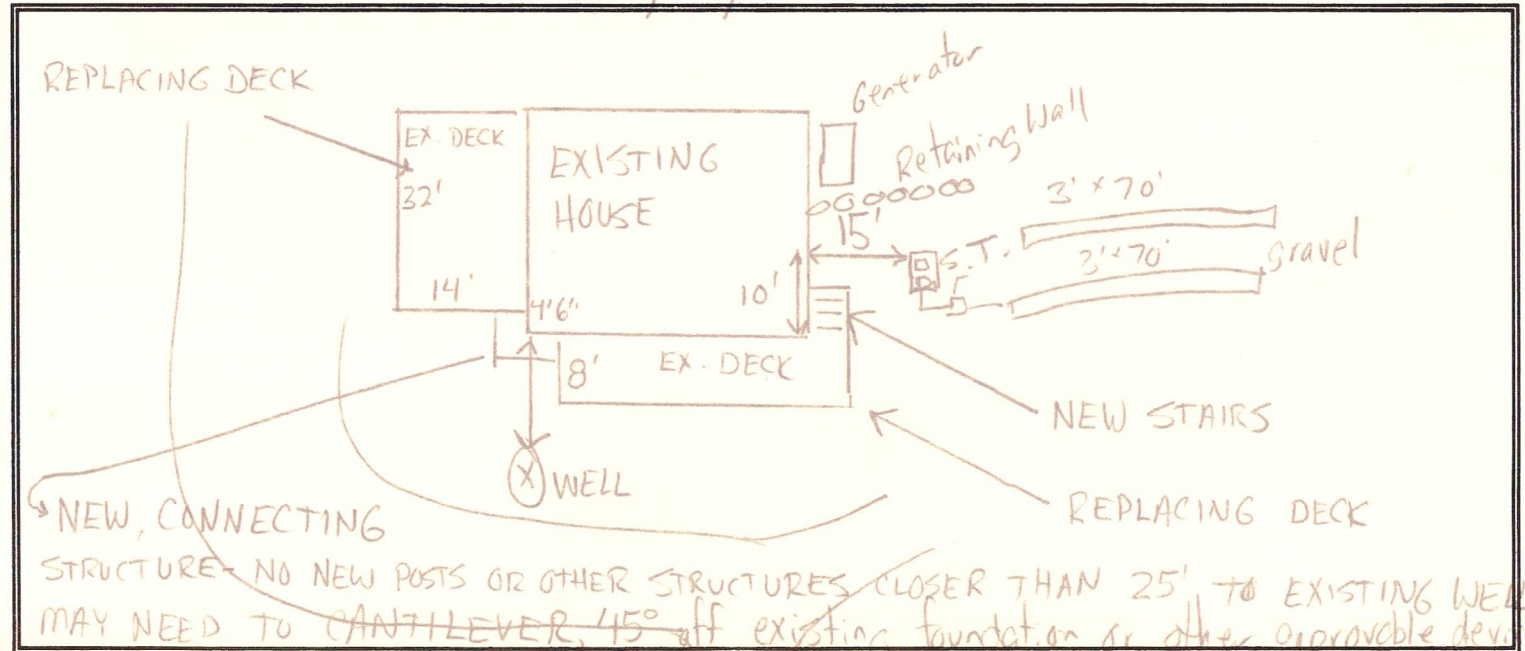 Generator
REPLACING DECK
Retaining Wall
EX. DECK
EXISTING
HOUSE
32'
3' × 70'
15'
S.T.
3' × 70'
gravel
14'
4'6"
10'
8'
EX. DECK
NEW STAIRS
WELL
REPLACING DECK
NEW, CONNECTING
STRUCTURE- NO NEW POSTS OR OTHER STRUCTURES CLOSER THAN 25' TO EXISTING WELL
MAY NEED TO CANTILEVER, 45° off existing foundation or other approvable